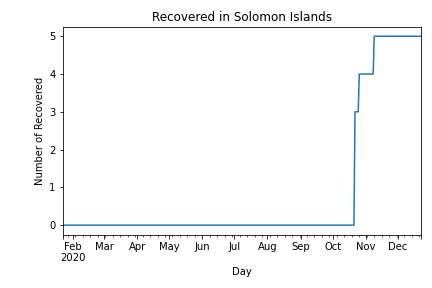 Recovered in Solomon Islands
Number of Recovered
5
4
3
2
1
0
Feb Mar Apr May Jun Jul Aug Sep Oct Nov Dec
2020
Day